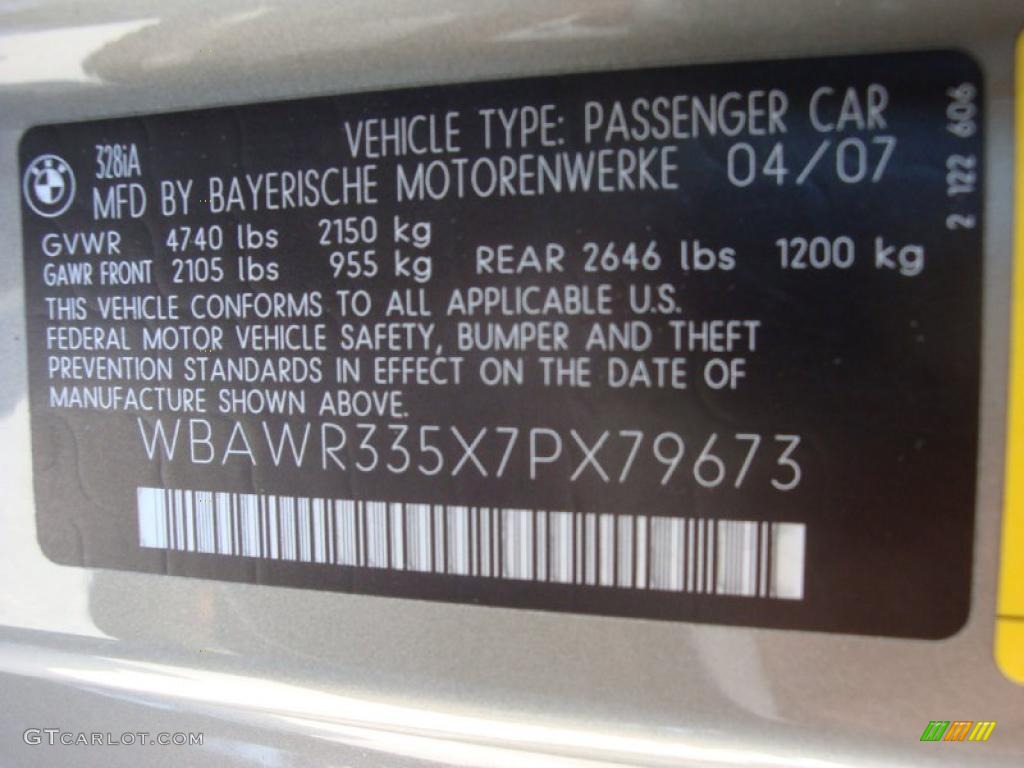 328iA
VEHICLE TYPE: PASSENGER CAR
MFD BY BAYERISCHE MOTORENWERKE 04/07
GVWR 4740 lbs 2150 kg
GAWR FRONT 2105 lbs 955 kg REAR 2646 lbs 1200 kg
THIS VEHICLE CONFORMS TO ALL APPLICABLE U.S.
FEDERAL MOTOR VEHICLE SAFETY, BUMPER AND THEFT
PREVENTION STANDARDS IN EFFECT ON THE DATE OF
MANUFACTURE SHOWN ABOVE.
WBAWR335X7PX79673
2 122 606
GTCARLOT.COM